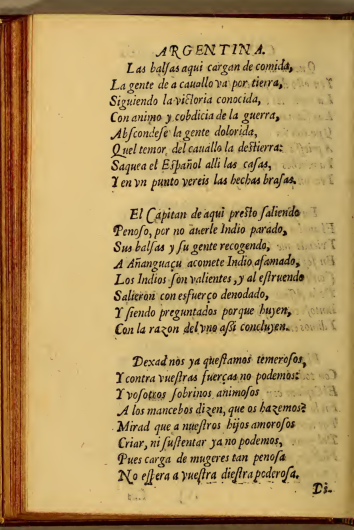 ARGENTINA.
Las balſas aqui cargan de comida,
La gente de a cauallo va por tierra,
Siguiendo la victoria conocida,
Con animo y cobdicia de la guerra,
Abſcondeſe la gente dolorida,
Quel temor del cauallo la deſtierra:
Saquea el Eſpañol alli las caſas,
Y en vn punto vereis las hechas braſas.
El Capitan de aqui preſto ſaliendo
Penoſo, por no auerle Indio parado,
Sus balſas y ſu gente recogendo,
A Añanguaçu acomete Indio afamado,
Los Indios ſon valientes, y al eſtruendo
Salieron con esfuerço denodado,
Y ſiendo preguntados porque huyen,
Con la razon del vno aſsi concluyen.
Dexad nos ya queſtamos temeroſos,
Y contra vueſtras fuerças no podemos:
Y voſotros ſobrinos animoſos
A los mancebos dizen, que os hazemos?
Mirad que a nueſtros hijos amoroſos
Criar, ni ſuſtentar ya no podemos,
Pues carga de mugeres tan penoſa
No eſpera a vueſtra dieſtra poderoſa.
Di-